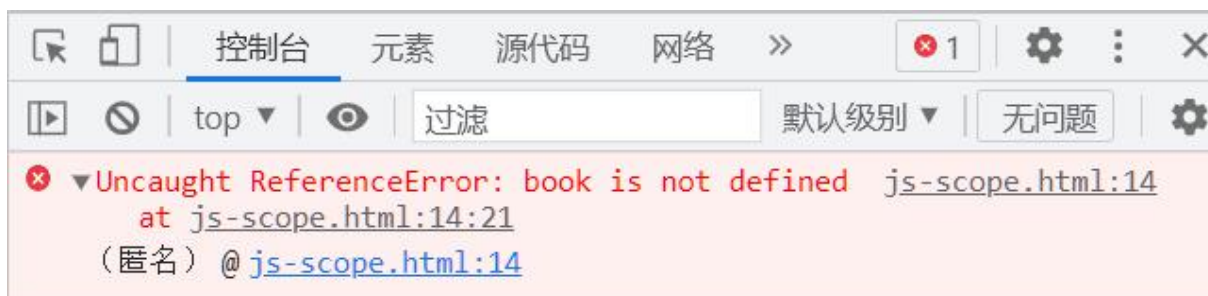 控制台 元素 源代码 网络 » 1
top ▼ 过滤 默认级别 ▼ 无问题
▼Uncaught ReferenceError: book is not defined js-scope.html:14
at js-scope.html:14:21
(匿名) @ js-scope.html:14